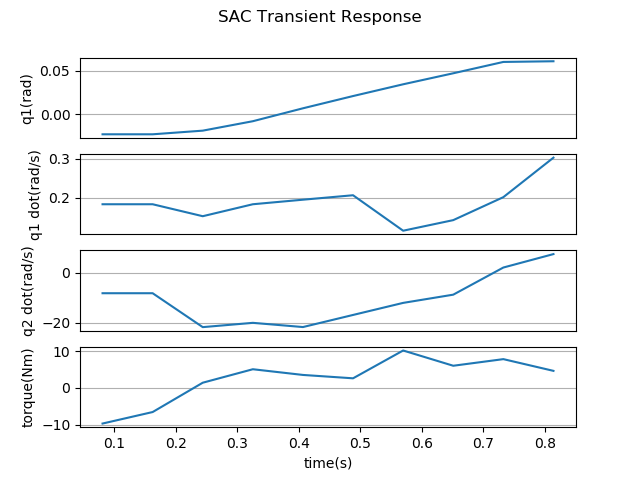 SAC Transient Response
q1(rad)
0.05
0.00
q1 dot(rad/s)
0.3
0.2
q2 dot(rad/s)
0
−20
torque(Nm)
10
0
−10
0.1 0.2 0.3 0.4 0.5 0.6 0.7 0.8
time(s)